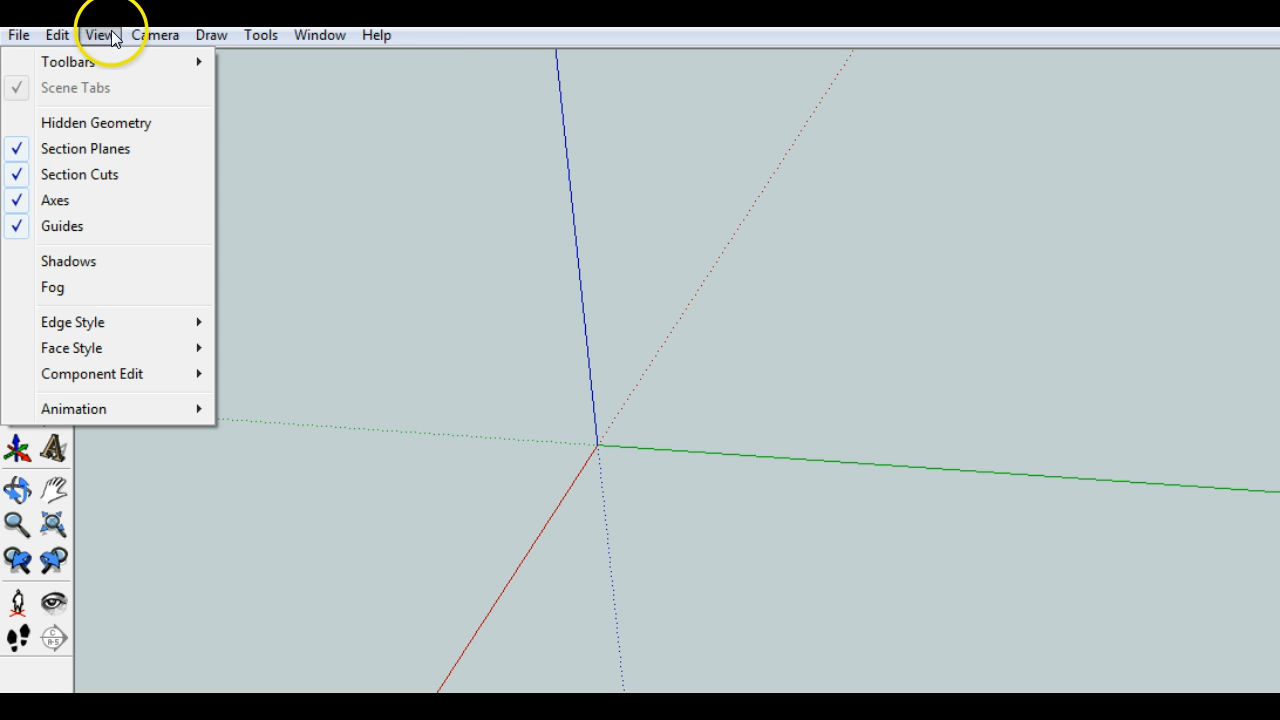 File Edit View Camera Draw Tools Window Help
Toolbars
Scene Tabs
Hidden Geometry
Section Planes
Section Cuts
Axes
Guides
Shadows
Fog
Edge Style
Face Style
Component Edit
Animation